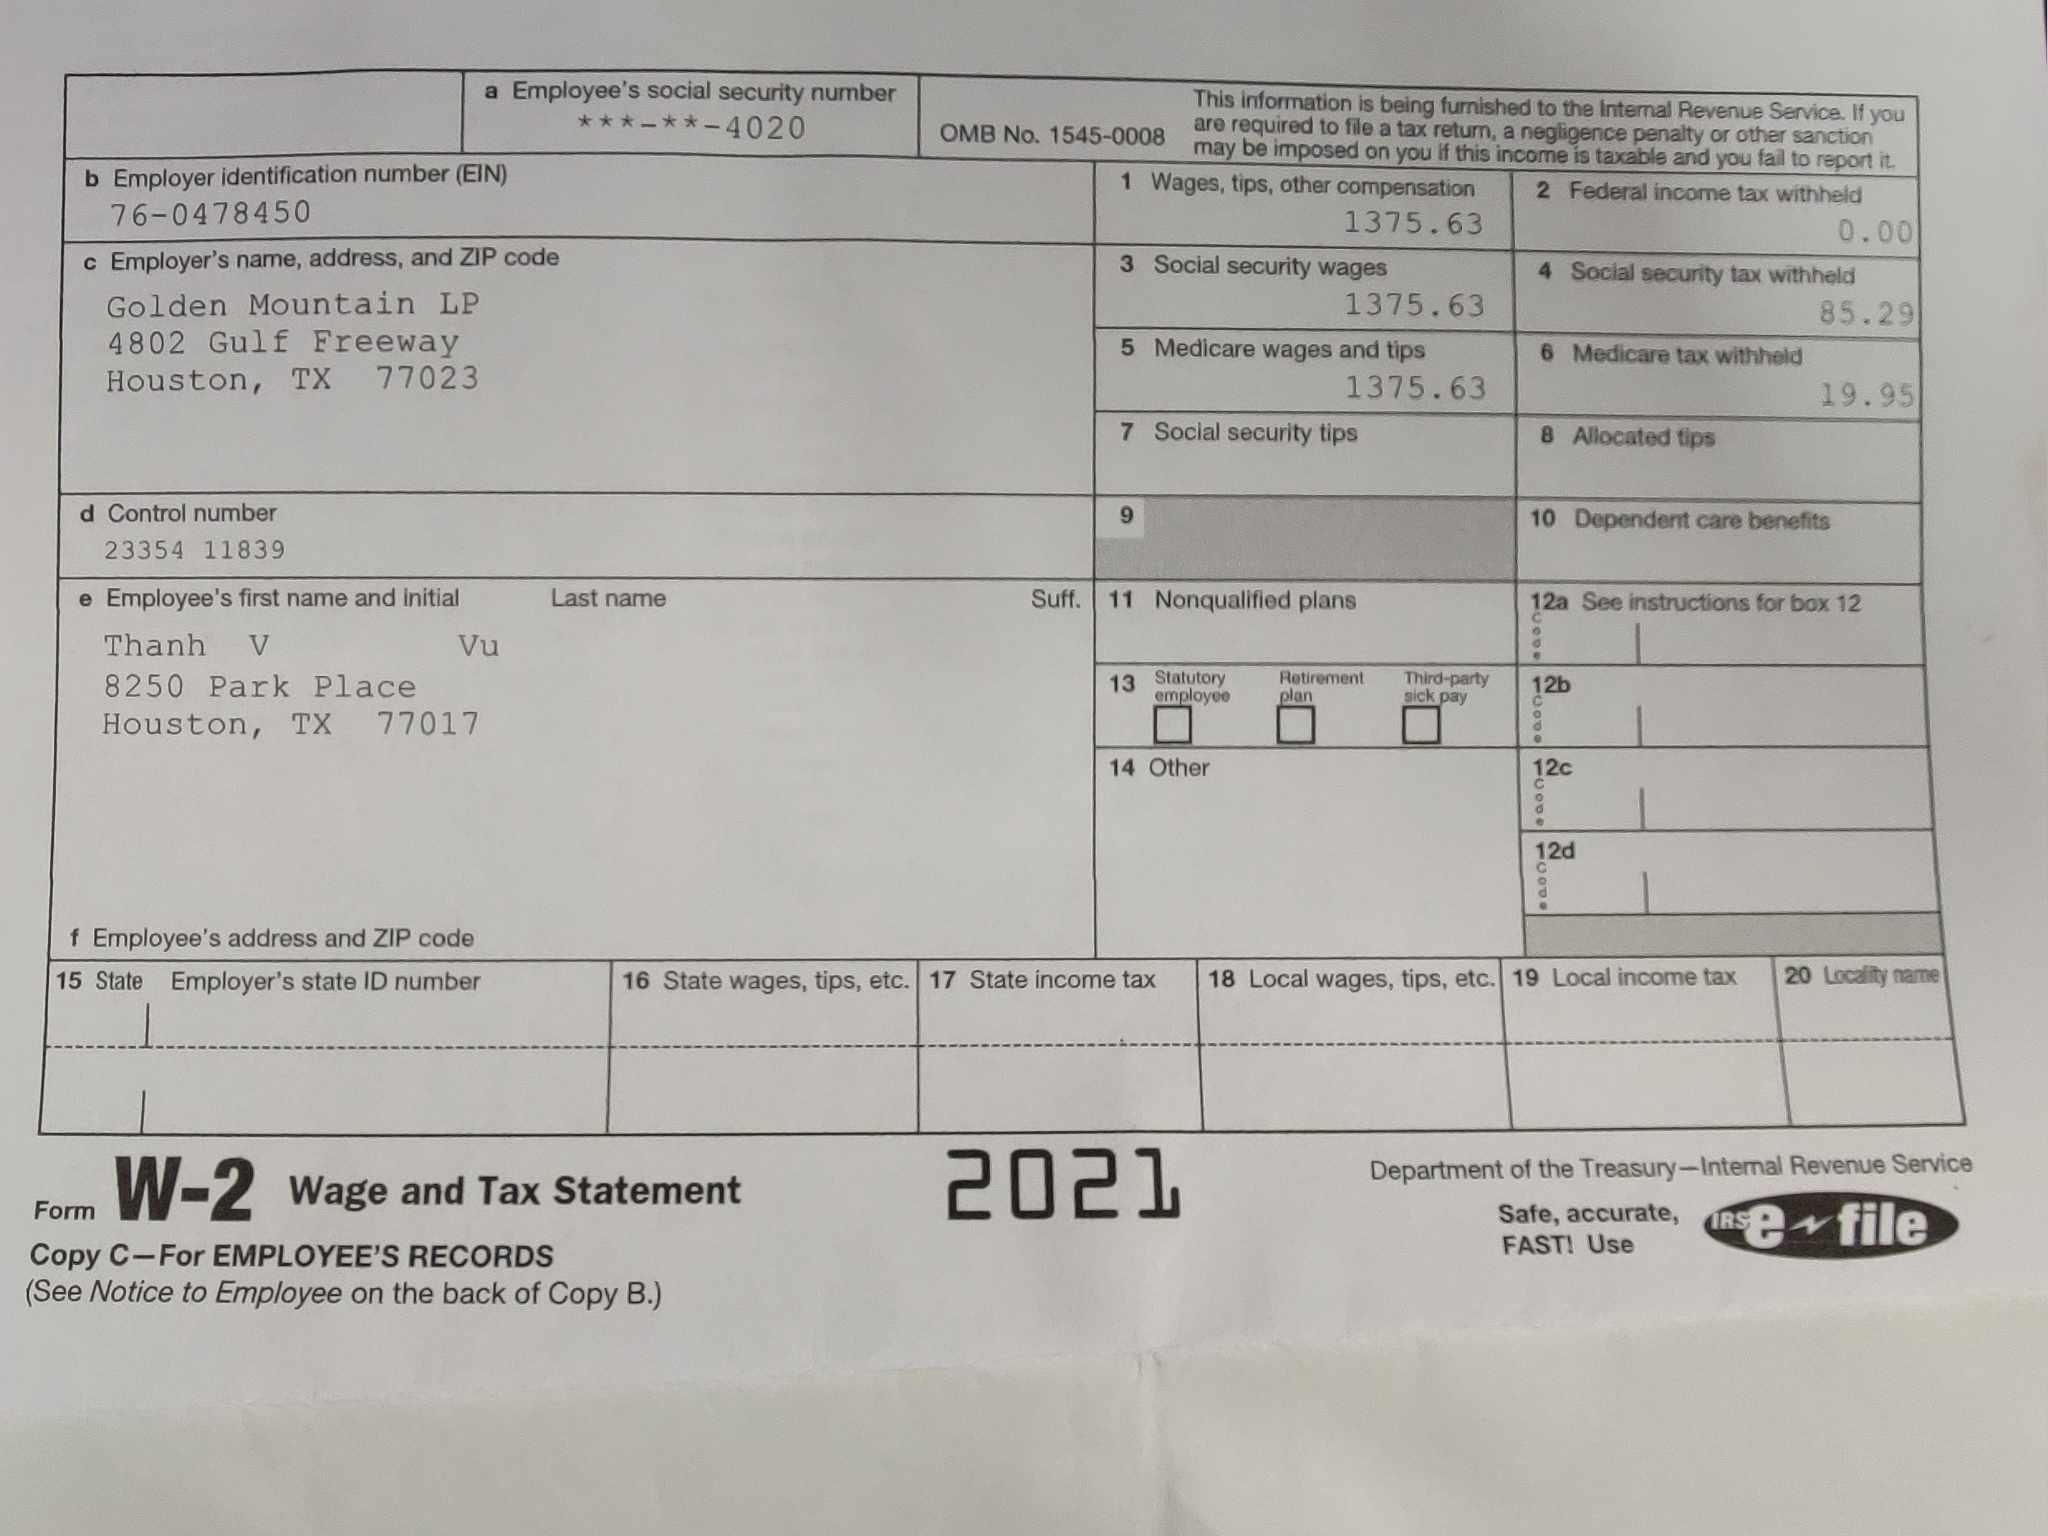 a Employee's social security number
***-**-4020
OMB No. 1545-0008
This information is being furnished to the Internal Revenue Service. If you
are required to file a tax return, a negligence penalty or other sanction
may be imposed on you if this income is taxable and you fail to report it.
b Employer identification number (EIN)
76-0478450
1 Wages, tips, other compensation
1375.63
2 Federal income tax withheld
0.00
c Employer's name, address, and ZIP code
Golden Mountain LP
4802 Gulf Freeway
Houston, TX 77023
3 Social security wages
1375.63
4 Social security tax withheld
85.29
5 Medicare wages and tips
1375.63
6 Medicare tax withheld
19.95
7 Social security tips
8 Allocated tips
d Control number
23354 11839
9
10 Dependent care benefits
e Employee's first name and initial Last name Suff.
Thanh V Vu
8250 Park Place
Houston, TX 77017
11 Nonqualified plans
12a See instructions for box 12
Code
13 Statutory employee Retirement plan Third-party sick pay
12b
Code
14 Other
12c
Code
12d
Code
f Employee's address and ZIP code
15 State Employer's state ID number
16 State wages, tips, etc.
17 State income tax
18 Local wages, tips, etc.
19 Local income tax
20 Locality name
Form W-2 Wage and Tax Statement
2021
Department of the Treasury—Internal Revenue Service
Safe, accurate,
FAST! Use
IRS e-file
Copy C—For EMPLOYEE'S RECORDS
(See Notice to Employee on the back of Copy B.)